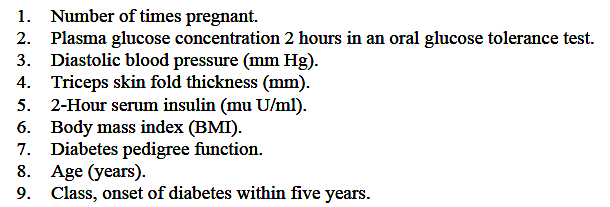 1. Number of times pregnant.
2. Plasma glucose concentration 2 hours in an oral glucose tolerance test.
3. Diastolic blood pressure (mm Hg).
4. Triceps skin fold thickness (mm).
5. 2-Hour serum insulin (mu U/ml).
6. Body mass index (BMI).
7. Diabetes pedigree function.
8. Age (years).
9. Class, onset of diabetes within five years.